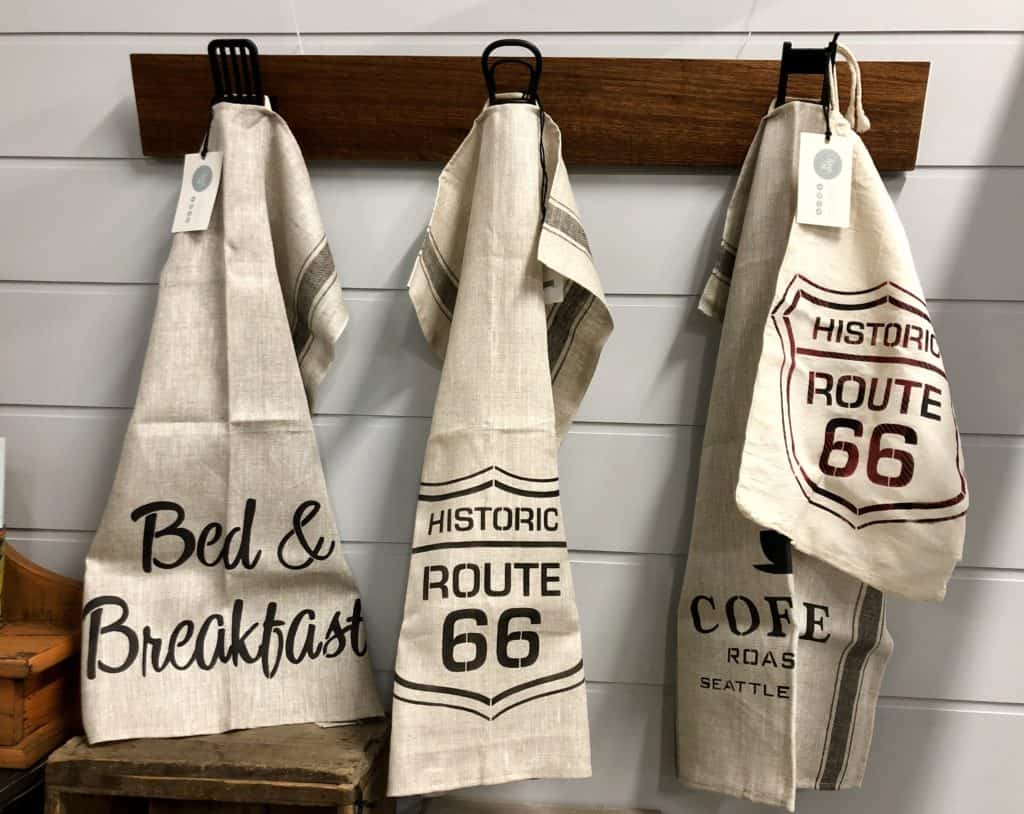 Bed &
Breakfast
HISTORIC
ROUTE
66
HISTORIC
ROUTE
66
COFE
ROAS
SEATTLE